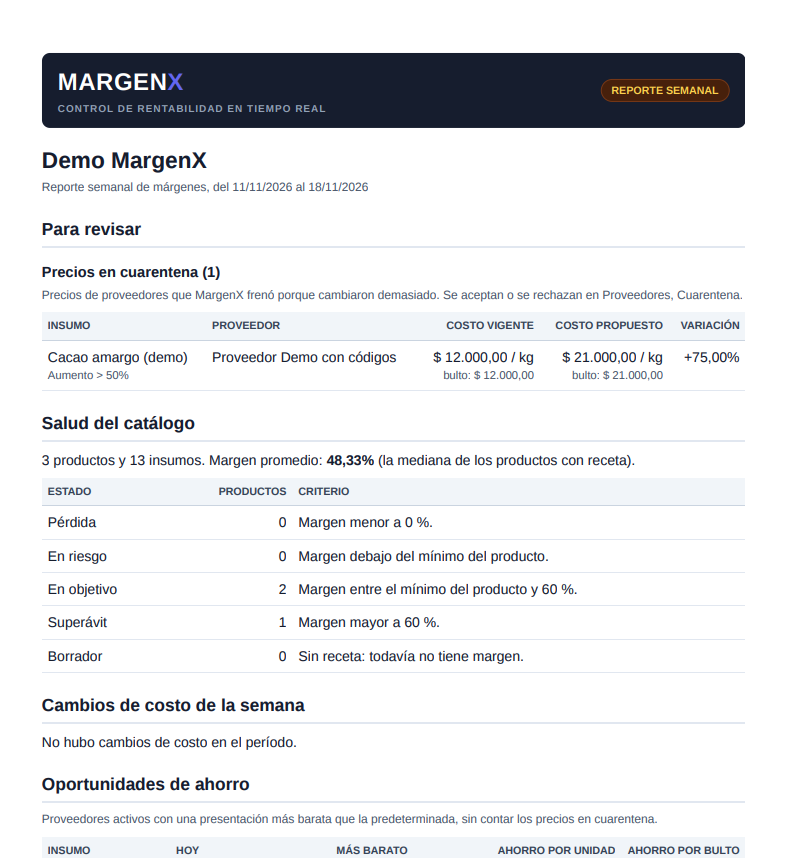 MARGENX
CONTROL DE RENTABILIDAD EN TIEMPO REAL
REPORTE SEMANAL
Demo MargenX
Reporte semanal de márgenes, del 11/11/2026 al 18/11/2026
Para revisar
Precios en cuarentena (1)
Precios de proveedores que MargenX frenó porque cambiaron demasiado. Se aceptan o se rechazan en Proveedores, Cuarentena.
INSUMO PROVEEDOR COSTO VIGENTE COSTO PROPUESTO VARIACIÓN
Cacao amargo (demo) Proveedor Demo con códigos $ 12.000,00 / kg $ 21.000,00 / kg +75,00%
Aumento > 50% bulto: $ 12.000,00 bulto: $ 21.000,00
Salud del catálogo
3 productos y 13 insumos. Margen promedio: 48,33% (la mediana de los productos con receta).
ESTADO PRODUCTOS CRITERIO
Pérdida 0 Margen menor a 0 %.
En riesgo 0 Margen debajo del mínimo del producto.
En objetivo 2 Margen entre el mínimo del producto y 60 %.
Superávit 1 Margen mayor a 60 %.
Borrador 0 Sin receta: todavía no tiene margen.
Cambios de costo de la semana
No hubo cambios de costo en el período.
Oportunidades de ahorro
Proveedores activos con una presentación más barata que la predeterminada, sin contar los precios en cuarentena.
INSUMO HOY MÁS BARATO AHORRO POR UNIDAD AHORRO POR BULTO